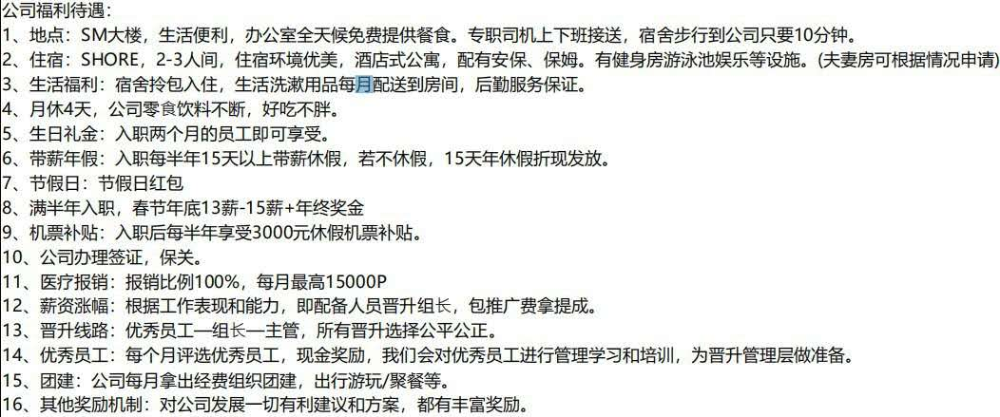 公司福利待遇：
1、地点：SM大楼，生活便利，办公室全天候免费提供餐食。专职司机上下班接送，宿舍步行到公司只要10分钟。
2、住宿：SHORE，2-3人间，住宿环境优美，酒店式公寓，配有安保、保姆。有健身房游泳池娱乐等设施。(夫妻房可根据情况申请)
3、生活福利：宿舍拎包入住，生活洗漱用品每月配送到房间，后勤服务保证。
4、月休4天，公司零食饮料不断，好吃不胖。
5、生日礼金：入职两个月的员工即可享受。
6、带薪年假：入职每半年15天以上带薪休假，若不休假，15天年休假折现发放。
7、节假日：节假日红包
8、满半年入职，春节年底13薪-15薪+年终奖金
9、机票补贴：入职后每半年享受3000元休假机票补贴。
10、公司办理签证，保关。
11、医疗报销：报销比例100%，每月最高15000P
12、薪资涨幅：根据工作表现和能力，即配备人员晋升组长，包推广费拿提成。
13、晋升线路：优秀员工—组长—主管，所有晋升选择公平公正。
14、优秀员工：每个月评选优秀员工，现金奖励，我们会对优秀员工进行管理学习和培训，为晋升管理层做准备。
15、团建：公司每月拿出经费组织团建，出行游玩/聚餐等。
16、其他奖励机制：对公司发展一切有利建议和方案，都有丰富奖励。